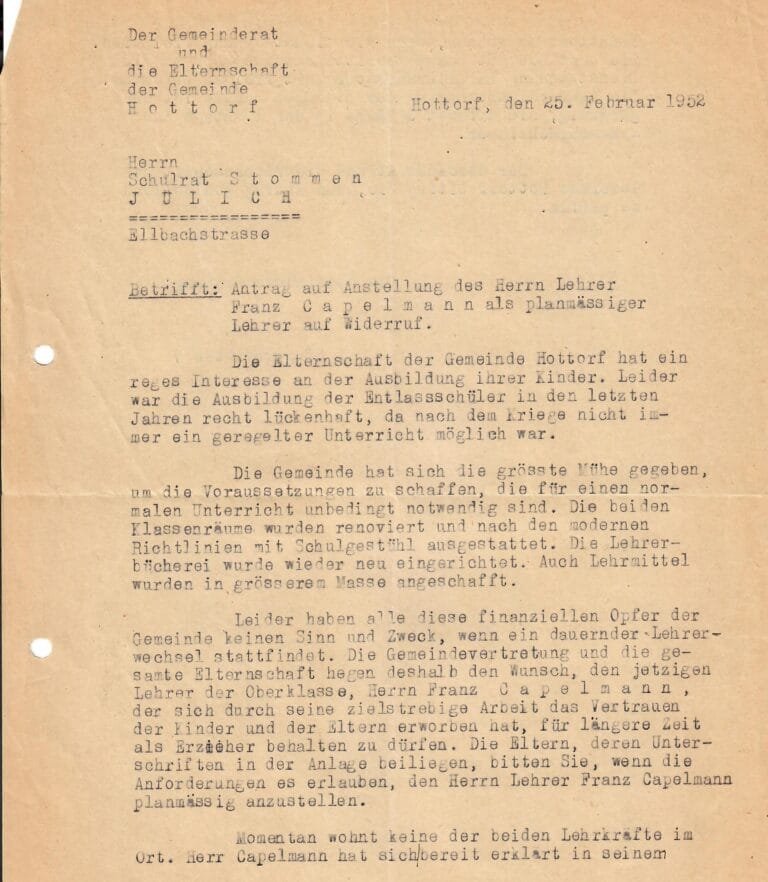 Der Gemeinderat
und
die Elternschaft
der Gemeinde
H o t t o r f
Hottorf, den 25. Februar 1952
Herrn
Schulrat S t o m m e n
J Ü L I C H
=================
Ellbachstrasse
Betrifft: Antrag auf Anstellung des Herrn Lehrer
Franz C a p e l m a n n als planmässiger
Lehrer auf Widerruf.
Die Elternschaft der Gemeinde Hottorf hat ein
reges Interesse an der Ausbildung ihrer Kinder. Leider
war die Ausbildung der Entlassschüler in den letzten
Jahren recht lückenhaft, da nach dem Kriege nicht im-
mer ein geregelter Unterricht möglich war.
Die Gemeinde hat sich die grösste Mühe gegeben,
um die Voraussetzungen zu schaffen, die für einen nor-
malen Unterricht unbedingt notwendig sind. Die beiden
Klassenräume wurden renoviert und nach den modernen
Richtlinien mit Schulgestühl ausgestattet. Die Lehrer-
bücherei wurde wieder neu eingerichtet. Auch Lehrmittel
wurden in grösserem Masse angeschafft.
Leider haben alle diese finanziellen Opfer der
Gemeinde keinen Sinn und Zweck, wenn ein dauernder Lehrer-
wechsel stattfindet. Die Gemeindevertretung und die ge-
samte Elternschaft hegen deshalb den Wunsch, den jetzigen
Lehrer der Oberklasse, Herrn Franz C a p e l m a n n ,
der sich durch seine zielstrebige Arbeit das Vertrauen
der Kinder und der Eltern erworben hat, für längere Zeit
als Erzieher behalten zu dürfen. Die Eltern, deren Unter-
schriften in der Anlage beiliegen, bitten Sie, wenn die
Anforderungen es erlauben, den Herrn Lehrer Franz Capelmann
planmässig anzustellen.
Momentan wohnt keine der beiden Lehrkräfte im
Ort. Herr Capelmann hat sich/bereit erklärt in seinem